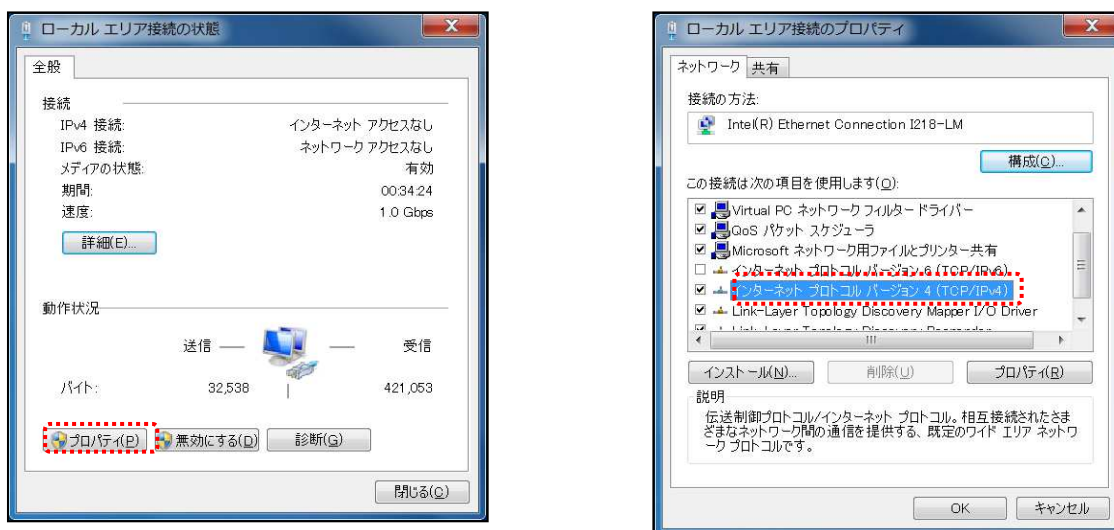 ローカル エリア接続の状態
全般
接続
IPv4 接続: インターネット アクセスなし
IPv6 接続: ネットワーク アクセスなし
メディアの状態: 有効
期間: 00:34:24
速度: 1.0 Gbps
詳細(E)...
動作状況
送信 — — 受信
バイト: 32,538 | 421,053
プロパティ(P) 無効にする(D) 診断(G)
閉じる(C)
ローカル エリア接続のプロパティ
ネットワーク 共有
接続の方法:
Intel(R) Ethernet Connection I218-LM
構成(C)...
この接続は次の項目を使用します(O):
Virtual PC ネットワーク フィルター ドライバー
QoS パケット スケジューラ
Microsoft ネットワーク用ファイルとプリンター共有
インターネット プロトコル バージョン 6 (TCP/IPv6)
インターネット プロトコル バージョン 4 (TCP/IPv4)
Link-Layer Topology Discovery Mapper I/O Driver
Link-Layer Topology Discovery Responder
インストール(N)... 削除(U) プロパティ(R)
説明
伝送制御プロトコル/インターネット プロトコル。相互接続されたさま
ざまなネットワーク間の通信を提供する、既定のワイド エリア ネットワ
ーク プロトコルです。
OK キャンセル